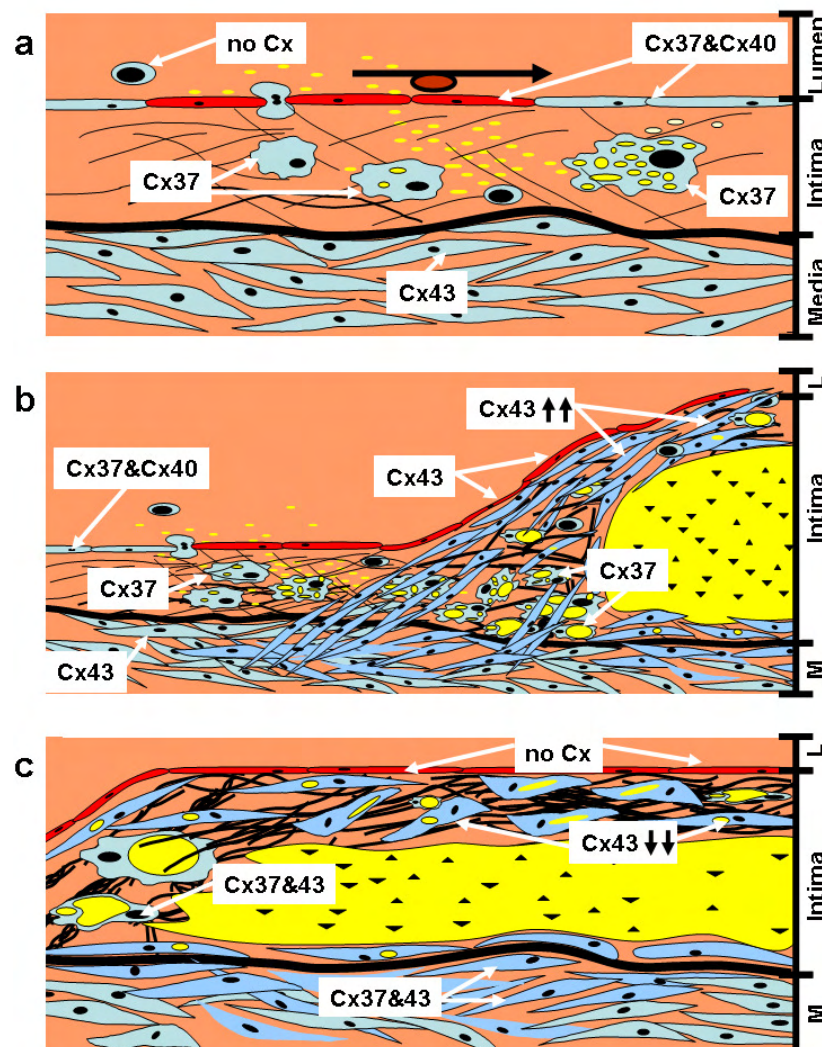 a
no Cx
Cx37&Cx40
Lumen
Cx37
Cx37
Intima
Cx43
Media
b
L
Cx43
Cx43
Cx37&Cx40
Intima
Cx37
Cx37
Cx43
M
c
no Cx
L
Cx43
Cx37&43
Intima
Cx37&43
M